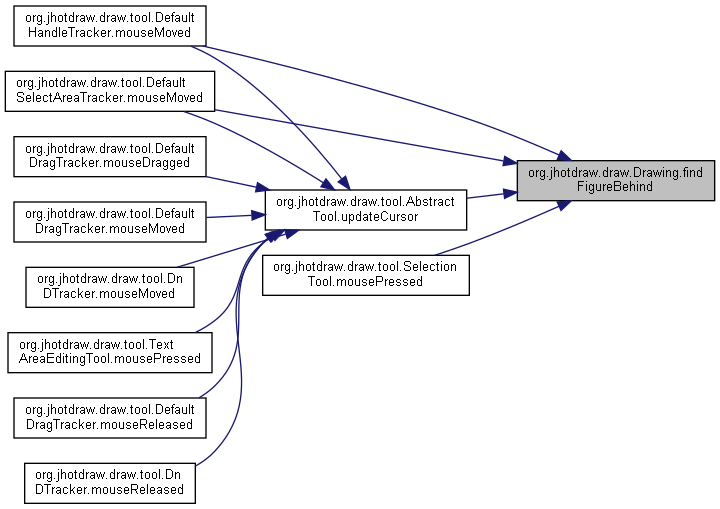 org.jhotdraw.draw.tool.Default
HandleTracker.mouseMoved
org.jhotdraw.draw.tool.Default
SelectAreaTracker.mouseMoved
org.jhotdraw.draw.tool.Default
DragTracker.mouseDragged
org.jhotdraw.draw.tool.Default
DragTracker.mouseMoved
org.jhotdraw.draw.tool.Dn
DTracker.mouseMoved
org.jhotdraw.draw.tool.Text
AreaEditingTool.mousePressed
org.jhotdraw.draw.tool.Default
DragTracker.mouseReleased
org.jhotdraw.draw.tool.Dn
DTracker.mouseReleased
org.jhotdraw.draw.tool.Abstract
Tool.updateCursor
org.jhotdraw.draw.tool.Selection
Tool.mousePressed
org.jhotdraw.draw.Drawing.find
FigureBehind